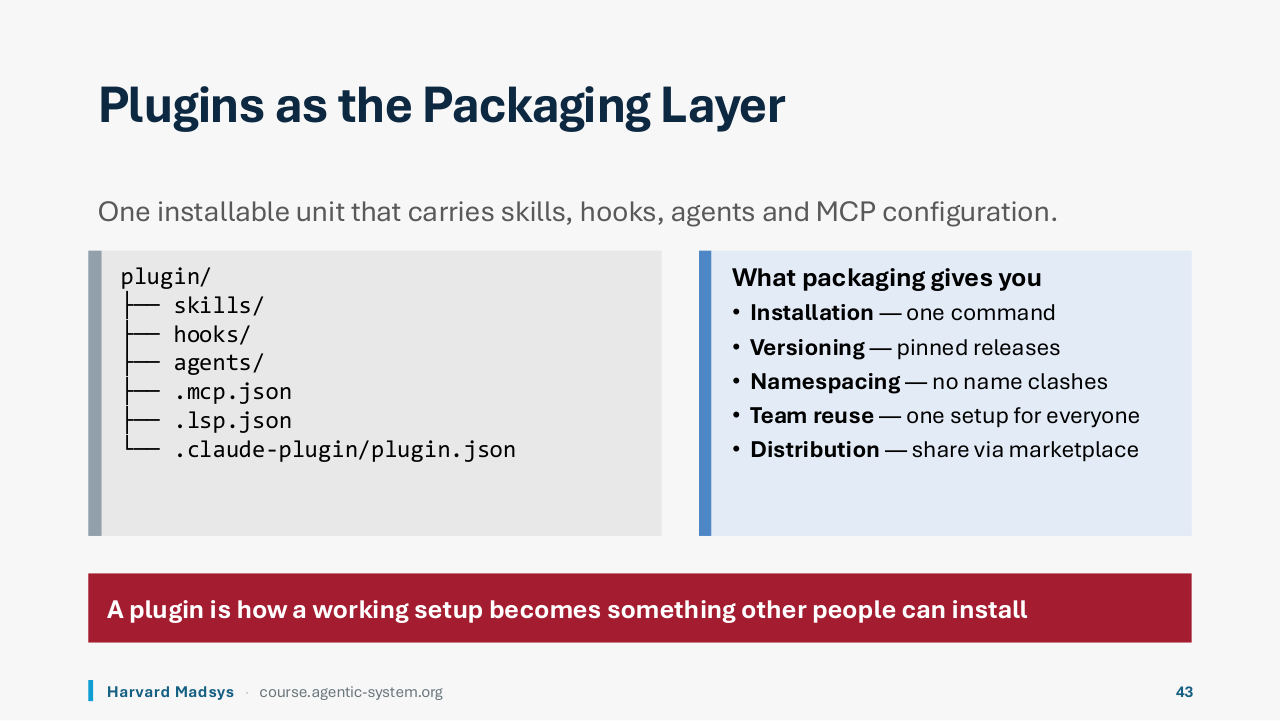 Plugins as the Packaging Layer
One installable unit that carries skills, hooks, agents and MCP configuration.
plugin/
├── skills/
├── hooks/
├── agents/
├── .mcp.json
├── .lsp.json
└── .claude-plugin/plugin.json
What packaging gives you
• Installation — one command
• Versioning — pinned releases
• Namespacing — no name clashes
• Team reuse — one setup for everyone
• Distribution — share via marketplace
A plugin is how a working setup becomes something other people can install
Harvard Madsys · course.agentic-system.org
43